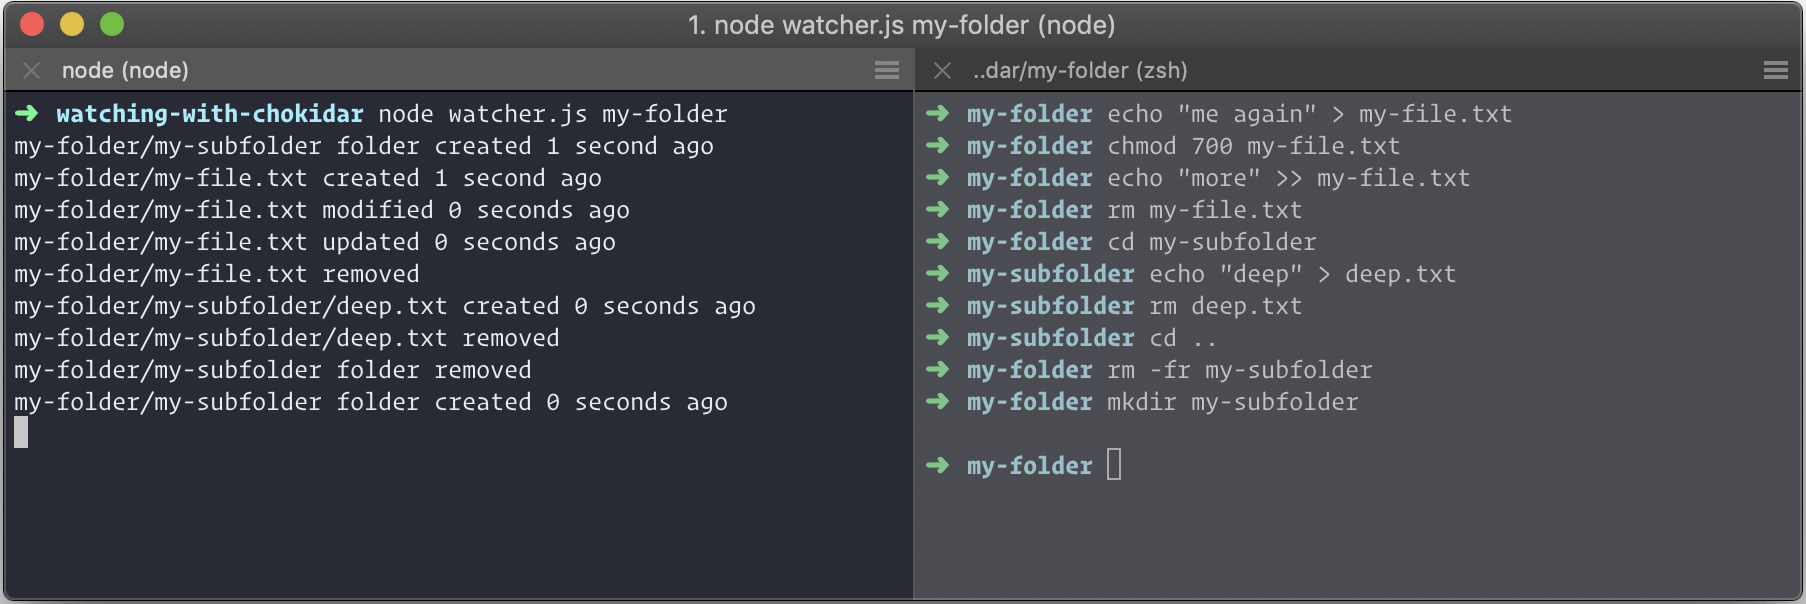 1. node watcher.js my-folder (node)
node (node)
➜ watching-with-chokidar node watcher.js my-folder
my-folder/my-subfolder folder created 1 second ago
my-folder/my-file.txt created 1 second ago
my-folder/my-file.txt modified 0 seconds ago
my-folder/my-file.txt updated 0 seconds ago
my-folder/my-file.txt removed
my-folder/my-subfolder/deep.txt created 0 seconds ago
my-folder/my-subfolder/deep.txt removed
my-folder/my-subfolder folder removed
my-folder/my-subfolder folder created 0 seconds ago
..dar/my-folder (zsh)
➜ my-folder echo "me again" > my-file.txt
➜ my-folder chmod 700 my-file.txt
➜ my-folder echo "more" >> my-file.txt
➜ my-folder rm my-file.txt
➜ my-folder cd my-subfolder
➜ my-subfolder echo "deep" > deep.txt
➜ my-subfolder rm deep.txt
➜ my-subfolder cd ..
➜ my-folder rm -fr my-subfolder
➜ my-folder mkdir my-subfolder
➜ my-folder